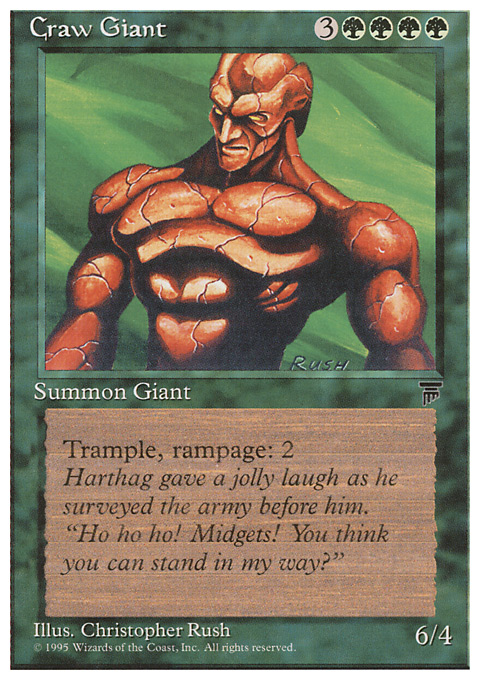 Craw Giant 3
RUSH
Summon Giant
Trample, rampage: 2
Harthag gave a jolly laugh as he
surveyed the army before him.
“Ho ho ho! Midgets! You think
you can stand in my way?”
Illus. Christopher Rush
© 1995 Wizards of the Coast, Inc. All rights reserved.
6/4